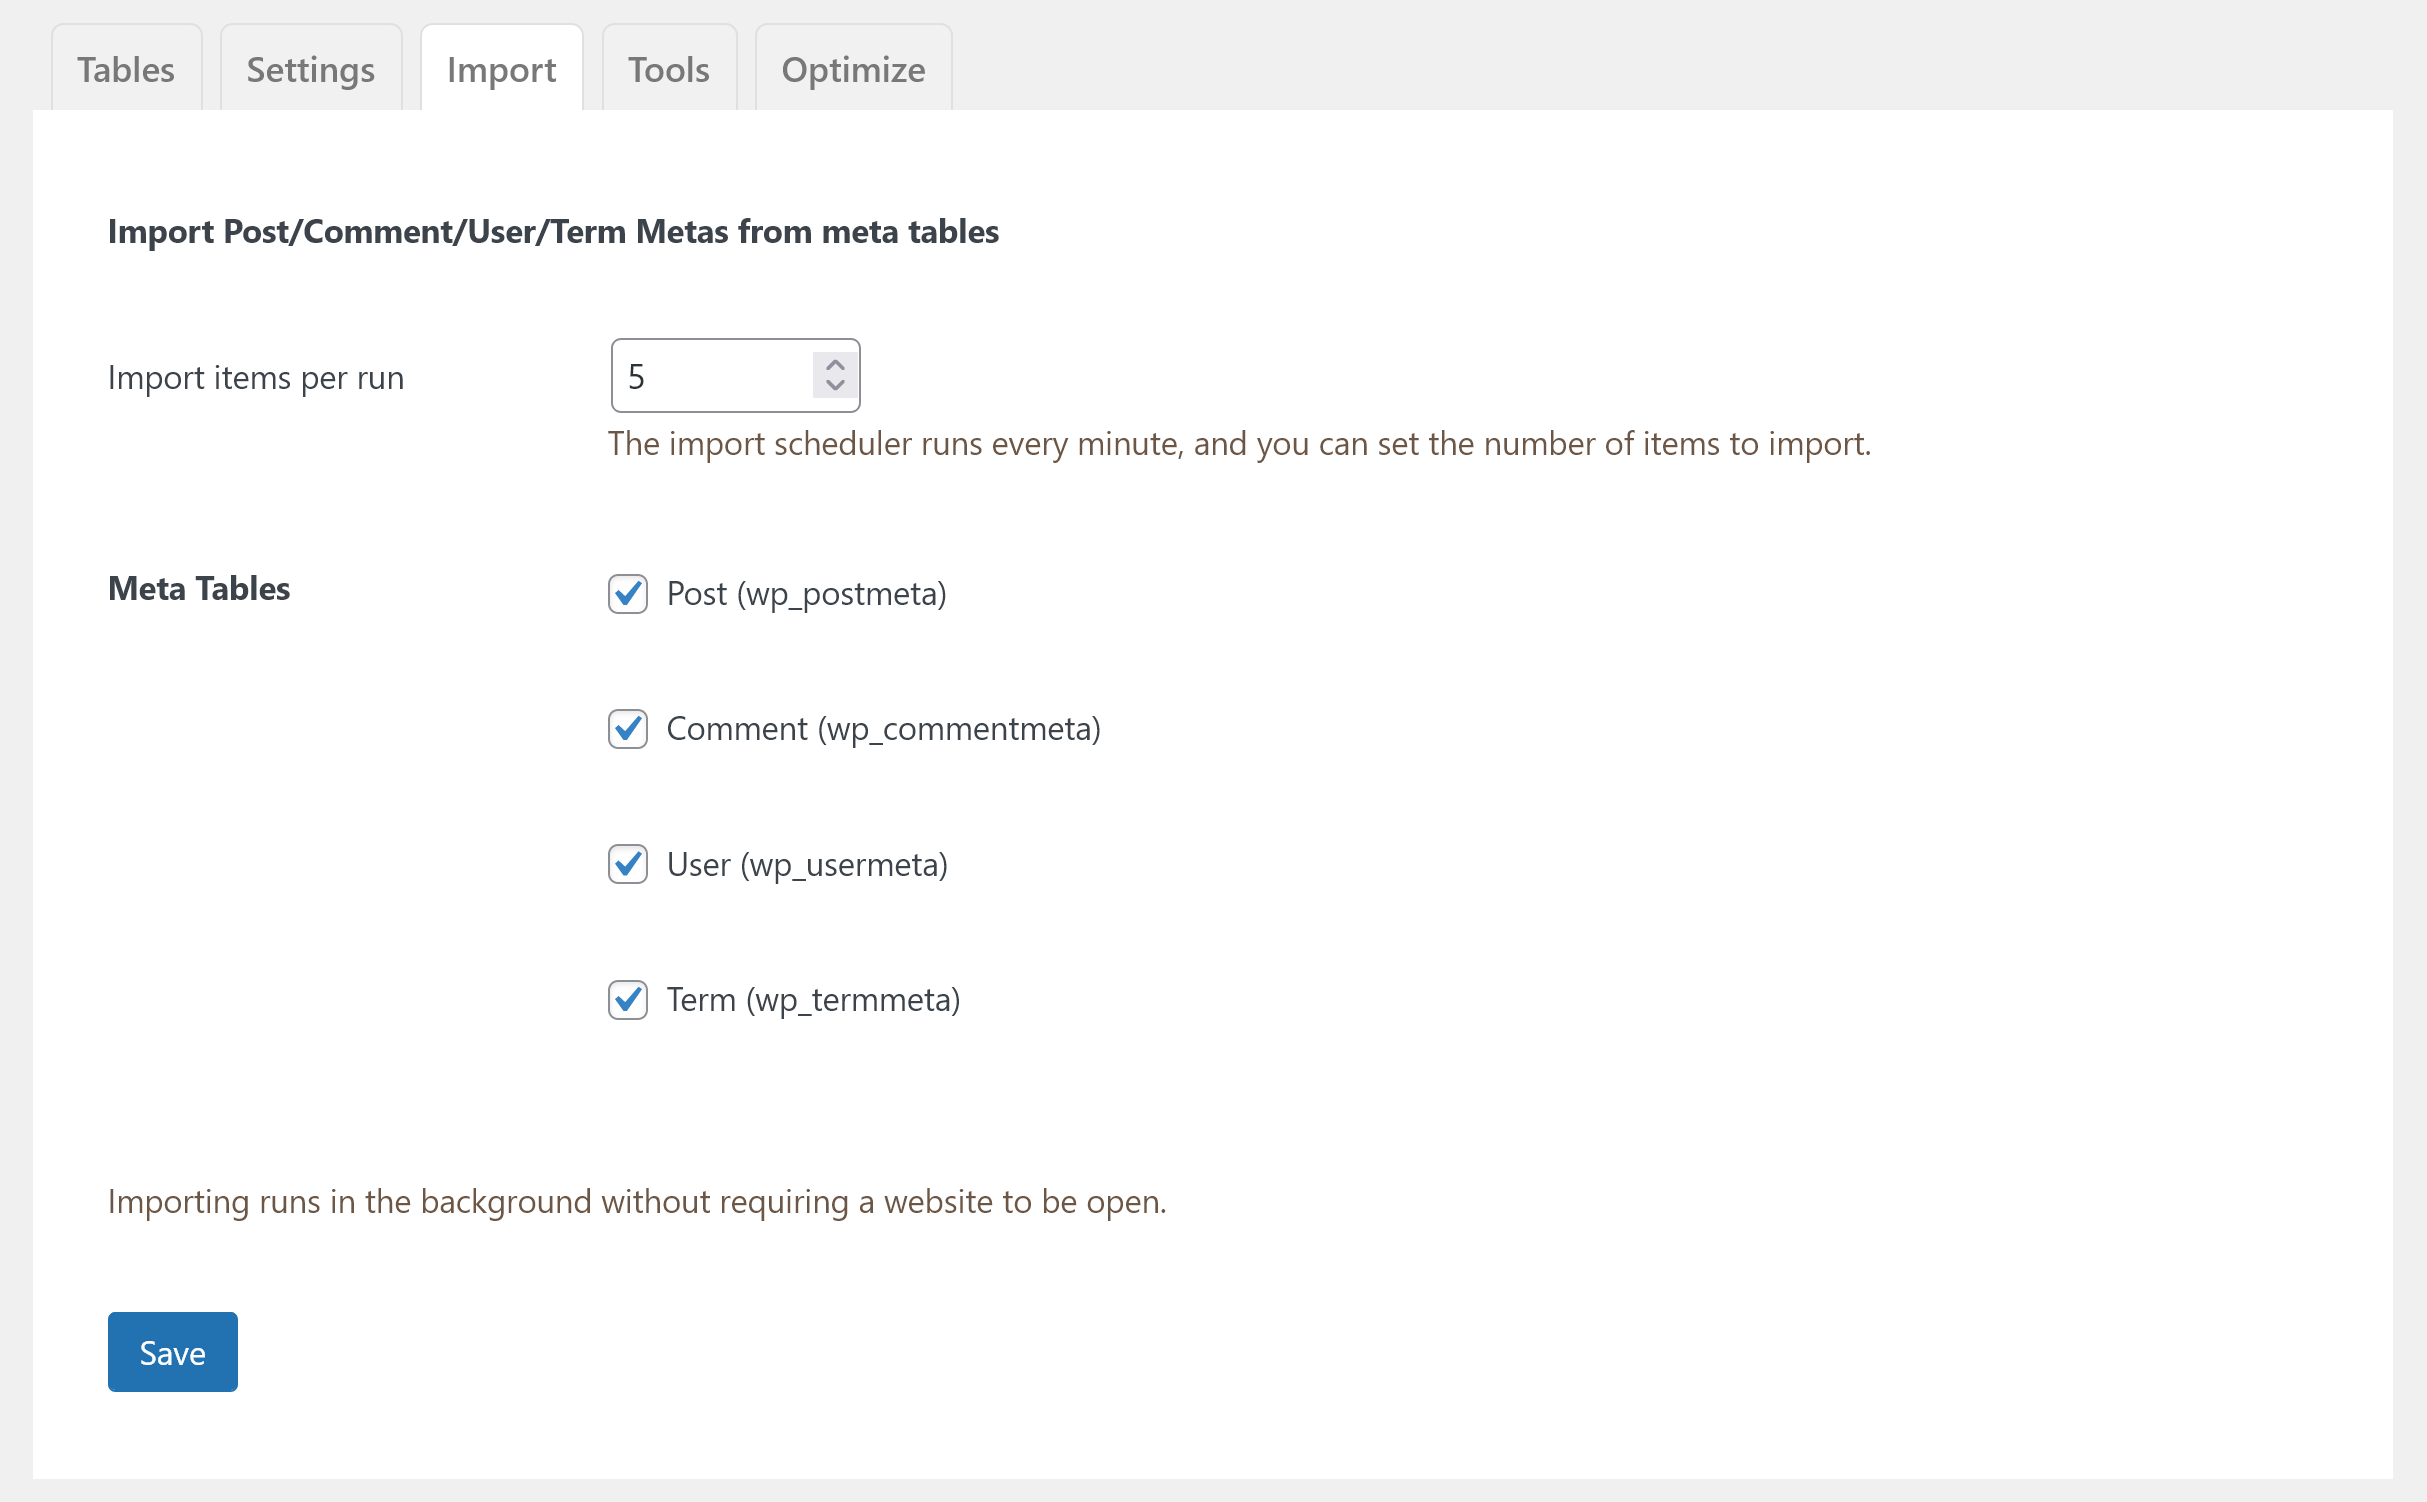 Tables Settings Import Tools Optimize
Import Post/Comment/User/Term Metas from meta tables
Import items per run 5
The import scheduler runs every minute, and you can set the number of items to import.
Meta Tables Post (wp_postmeta)
Comment (wp_commentmeta)
User (wp_usermeta)
Term (wp_termmeta)
Importing runs in the background without requiring a website to be open.
Save